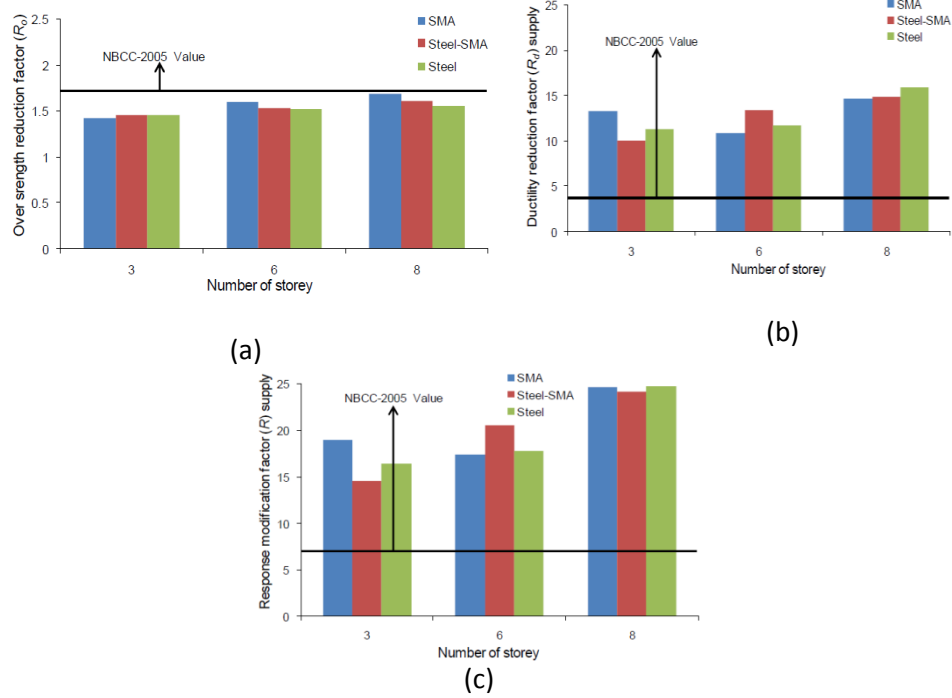 Over srength reduction factor (Ro)
2.5
2
1.5
1
0.5
0
NBCC-2005 Value
SMA
Steel-SMA
Steel
3 6 8
Number of storey
(a)
Ductility reduction factor (Rd) supply
25
20
15
10
5
0
NBCC-2005 Value
SMA
Steel-SMA
Steel
3 6 8
Number of storey
(b)
Response modification factor (R) supply
25
20
15
10
5
0
NBCC-2005 Value
SMA
Steel-SMA
Steel
3 6 8
Number of storey
(c)